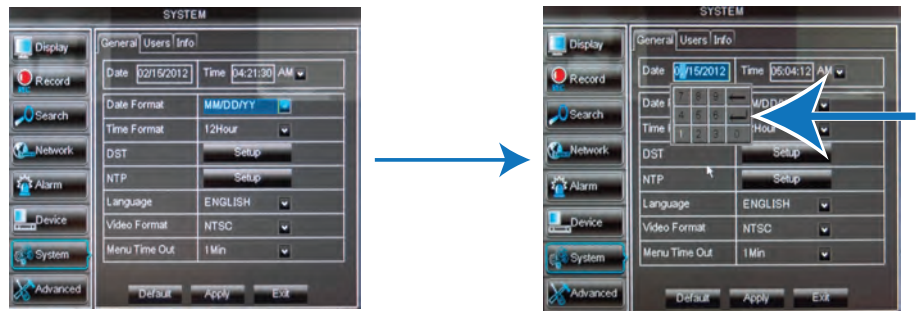 SYSTEM
Display
Record
REC
Search
Network
Alarm
Device
System
Advanced
General Users Info
Date 02/15/2012 Time 04:21:30 AM
Date Format MM/DD/YY
Time Format 12Hour
DST Setup
NTP Setup
Language ENGLISH
Video Format NTSC
Menu Time Out 1Min
Default Apply Exit
SYSTEM
Display
Record
REC
Search
Network
Alarm
Device
System
Advanced
General Users Info
Date /15/2012 Time 05:04:12 AM
7 8 9
4 5 6
1 2 3 0
Date
Time
DST Setup
NTP Setup
Language ENGLISH
Video Format NTSC
Menu Time Out 1Min
Default Apply Exit